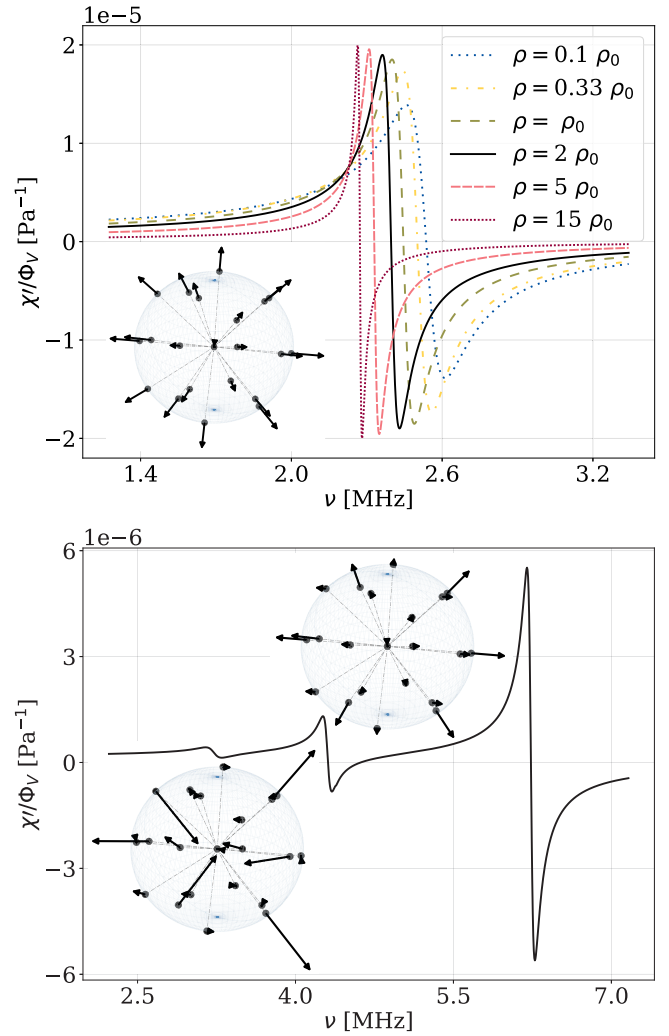 1e−5
2
1
0
−1
−2
χ′/Φ_V [Pa⁻¹]
ρ = 0.1 ρ₀
ρ = 0.33 ρ₀
ρ = ρ₀
ρ = 2 ρ₀
ρ = 5 ρ₀
ρ = 15 ρ₀
1.4 2.0 2.6 3.2
ν [MHz]
1e−6
6
3
0
−3
−6
χ′/Φ_V [Pa⁻¹]
2.5 4.0 5.5 7.0
ν [MHz]